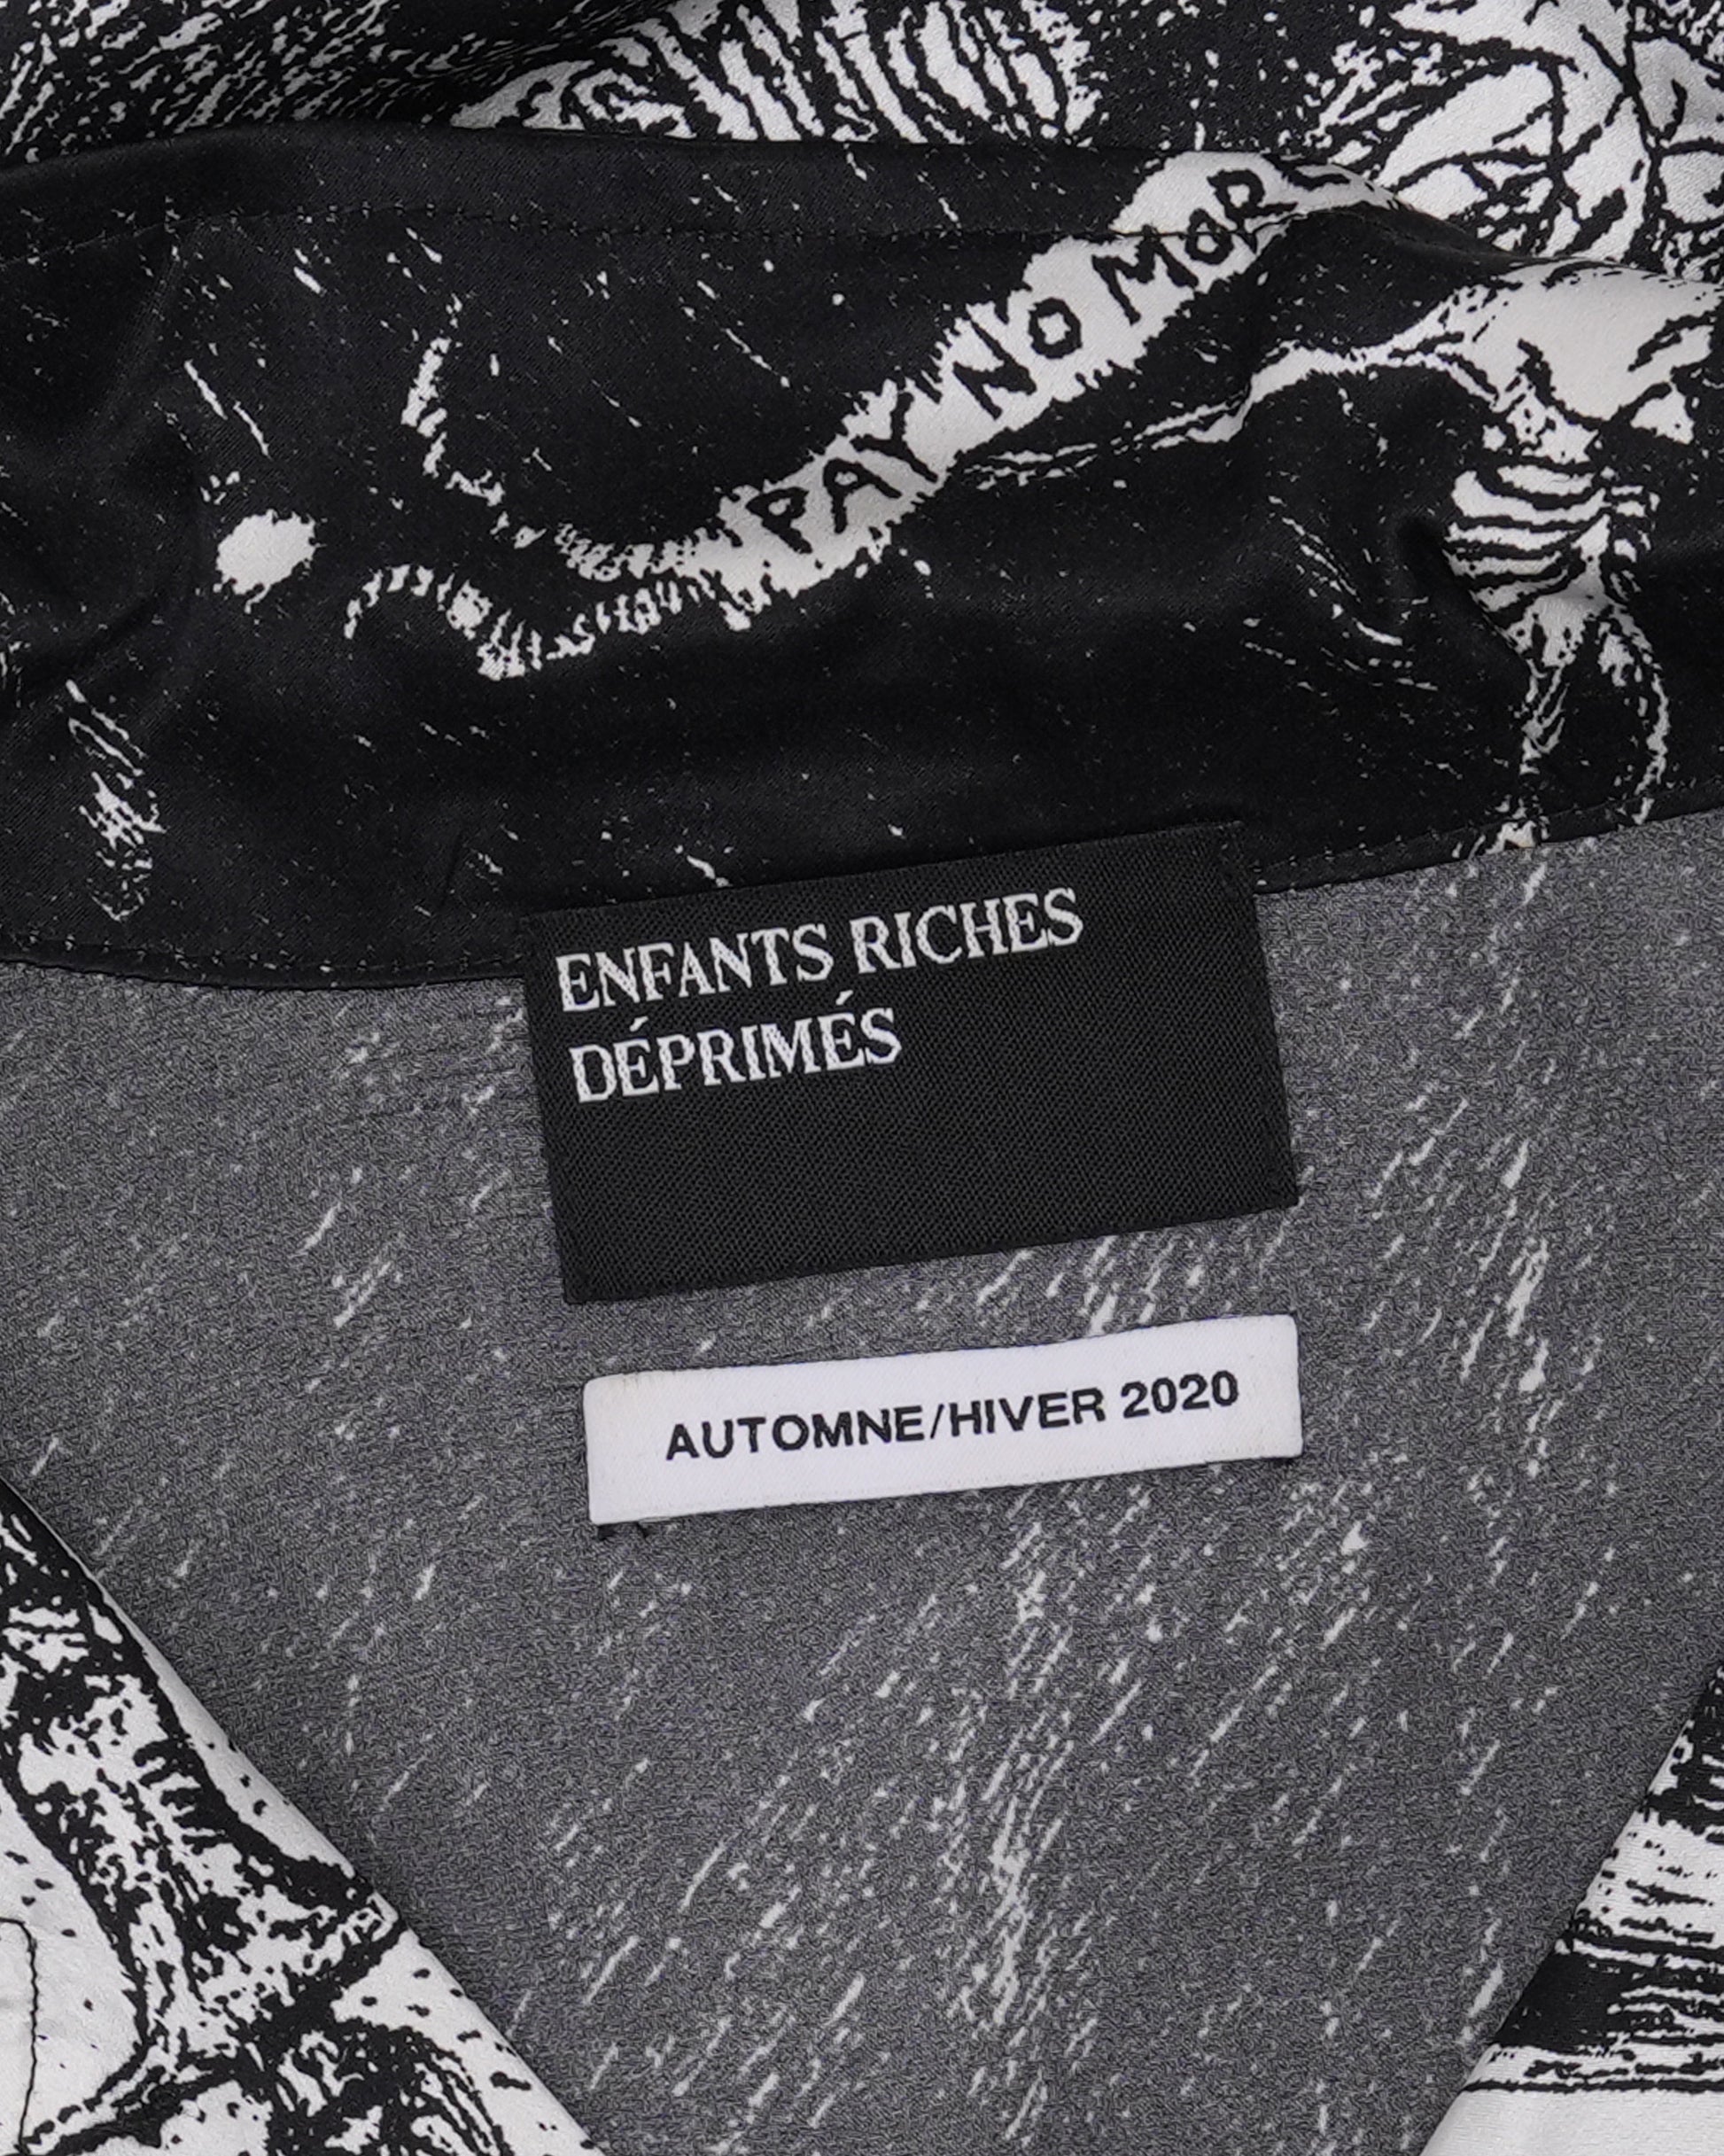 PAY NO MOR
ENFANTS RICHES
DÉPRIMÉS
AUTOMNE/HIVER 2020